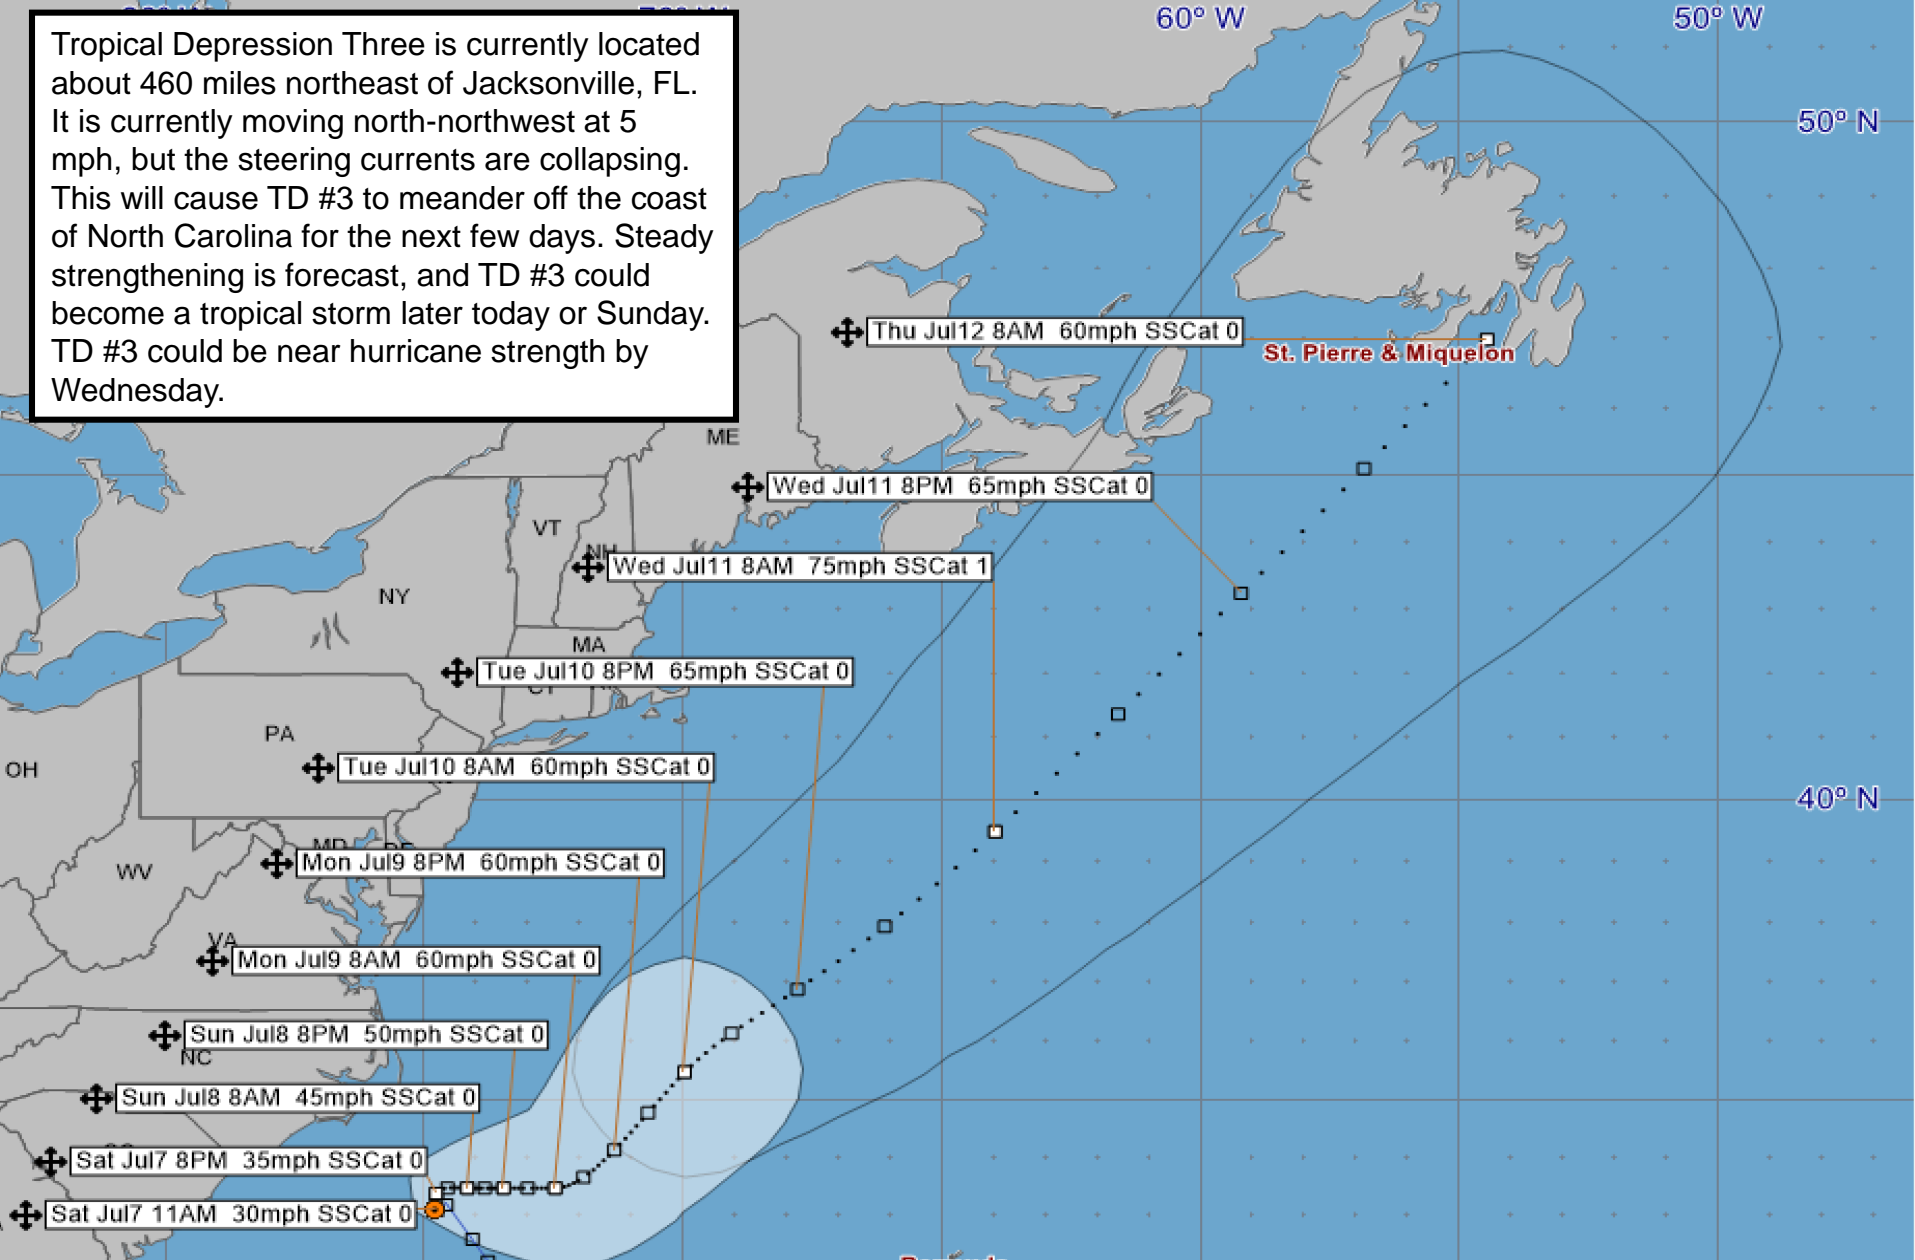 60° W
50° W
Tropical Depression Three is currently located
about 460 miles northeast of Jacksonville, FL.
It is currently moving north-northwest at 5
mph, but the steering currents are collapsing.
This will cause TD #3 to meander off the coast
of North Carolina for the next few days. Steady
strengthening is forecast, and TD #3 could
become a tropical storm later today or Sunday.
TD #3 could be near hurricane strength by
Wednesday.
50° N
Thu Jul12 8AM 60mph SSCat 0
St. Pierre & Miquelon
ME
Wed Jul11 8PM 65mph SSCat 0
VT
NH
Wed Jul11 8AM 75mph SSCat 1
NY
MA
Tue Jul10 8PM 65mph SSCat 0
CT
PA
OH
Tue Jul10 8AM 60mph SSCat 0
40° N
MD
DE
WV
Mon Jul9 8PM 60mph SSCat 0
VA
Mon Jul9 8AM 60mph SSCat 0
Sun Jul8 8PM 50mph SSCat 0
NC
Sun Jul8 8AM 45mph SSCat 0
Sat Jul7 8PM 35mph SSCat 0
Sat Jul7 11AM 30mph SSCat 0